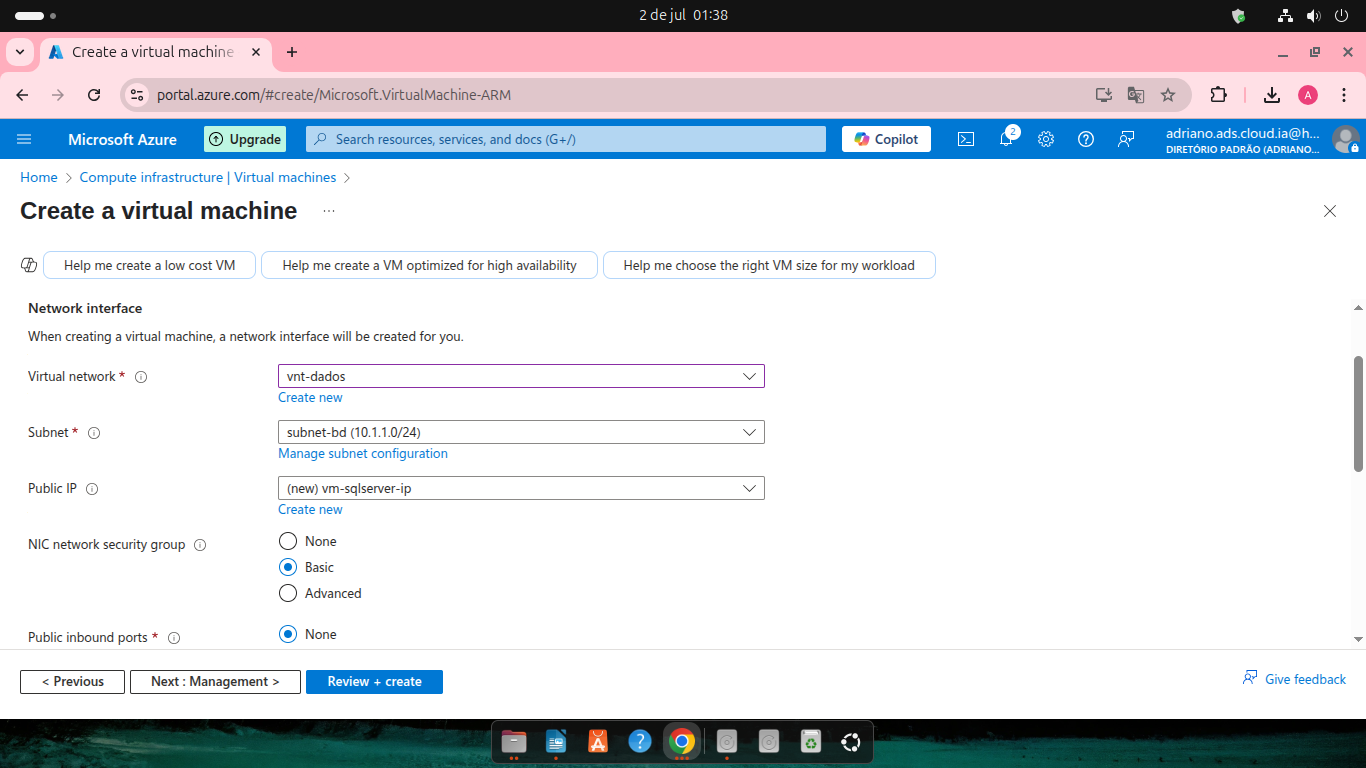 2 de jul 01:38
Create a virtual machine
portal.azure.com/#create/Microsoft.VirtualMachine-ARM
A
Microsoft Azure
Upgrade
Search resources, services, and docs (G+/)
Copilot
2
adriano.ads.cloud.ia@h...
DIRETÓRIO PADRÃO (ADRIANO...
Home > Compute infrastructure | Virtual machines >
Create a virtual machine ...
Help me create a low cost VM
Help me create a VM optimized for high availability
Help me choose the right VM size for my workload
Network interface
When creating a virtual machine, a network interface will be created for you.
Virtual network *
vnt-dados
Create new
Subnet *
subnet-bd (10.1.1.0/24)
Manage subnet configuration
Public IP
(new) vm-sqlserver-ip
Create new
NIC network security group
None
Basic
Advanced
Public inbound ports *
None
< Previous
Next : Management >
Review + create
Give feedback